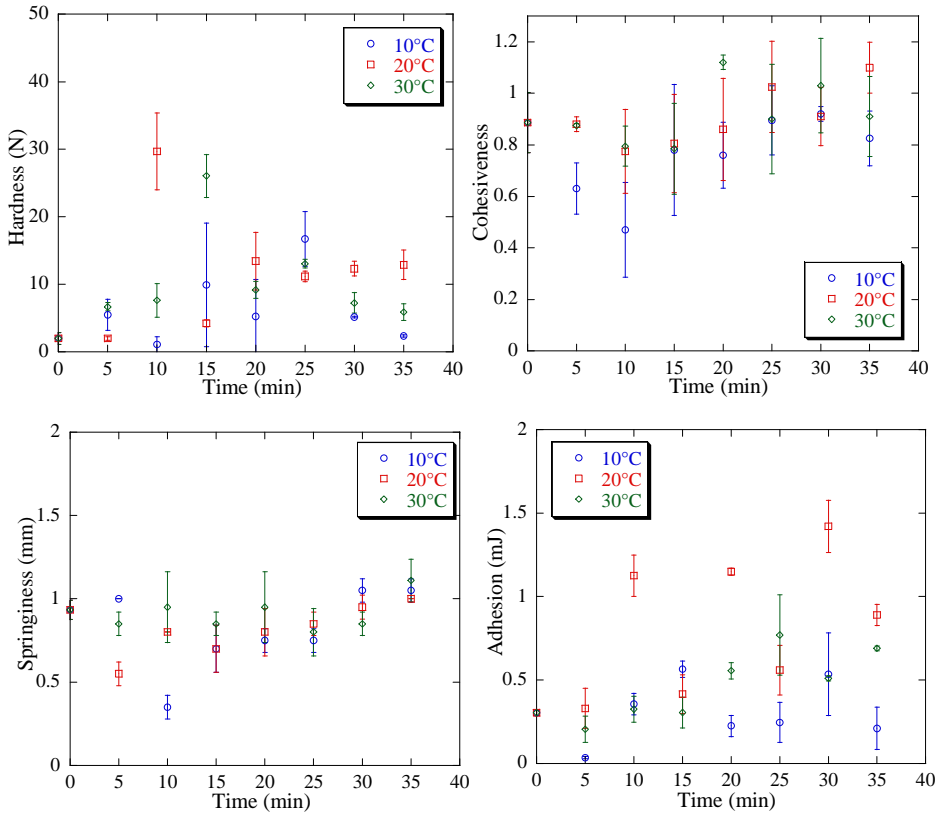 50
40
30
20
10
0
Hardness (N)
10°C
20°C
30°C
0 5 10 15 20 25 30 35 40
Time (min)
1.2
1
0.8
0.6
0.4
0.2
0
Cohesiveness
10°C
20°C
30°C
0 5 10 15 20 25 30 35 40
Time (min)
2
1.5
1
0.5
0
Springiness (mm)
10°C
20°C
30°C
0 5 10 15 20 25 30 35 40
Time (min)
2
1.5
1
0.5
0
Adhesion (mJ)
10°C
20°C
30°C
0 5 10 15 20 25 30 35 40
Time (min)